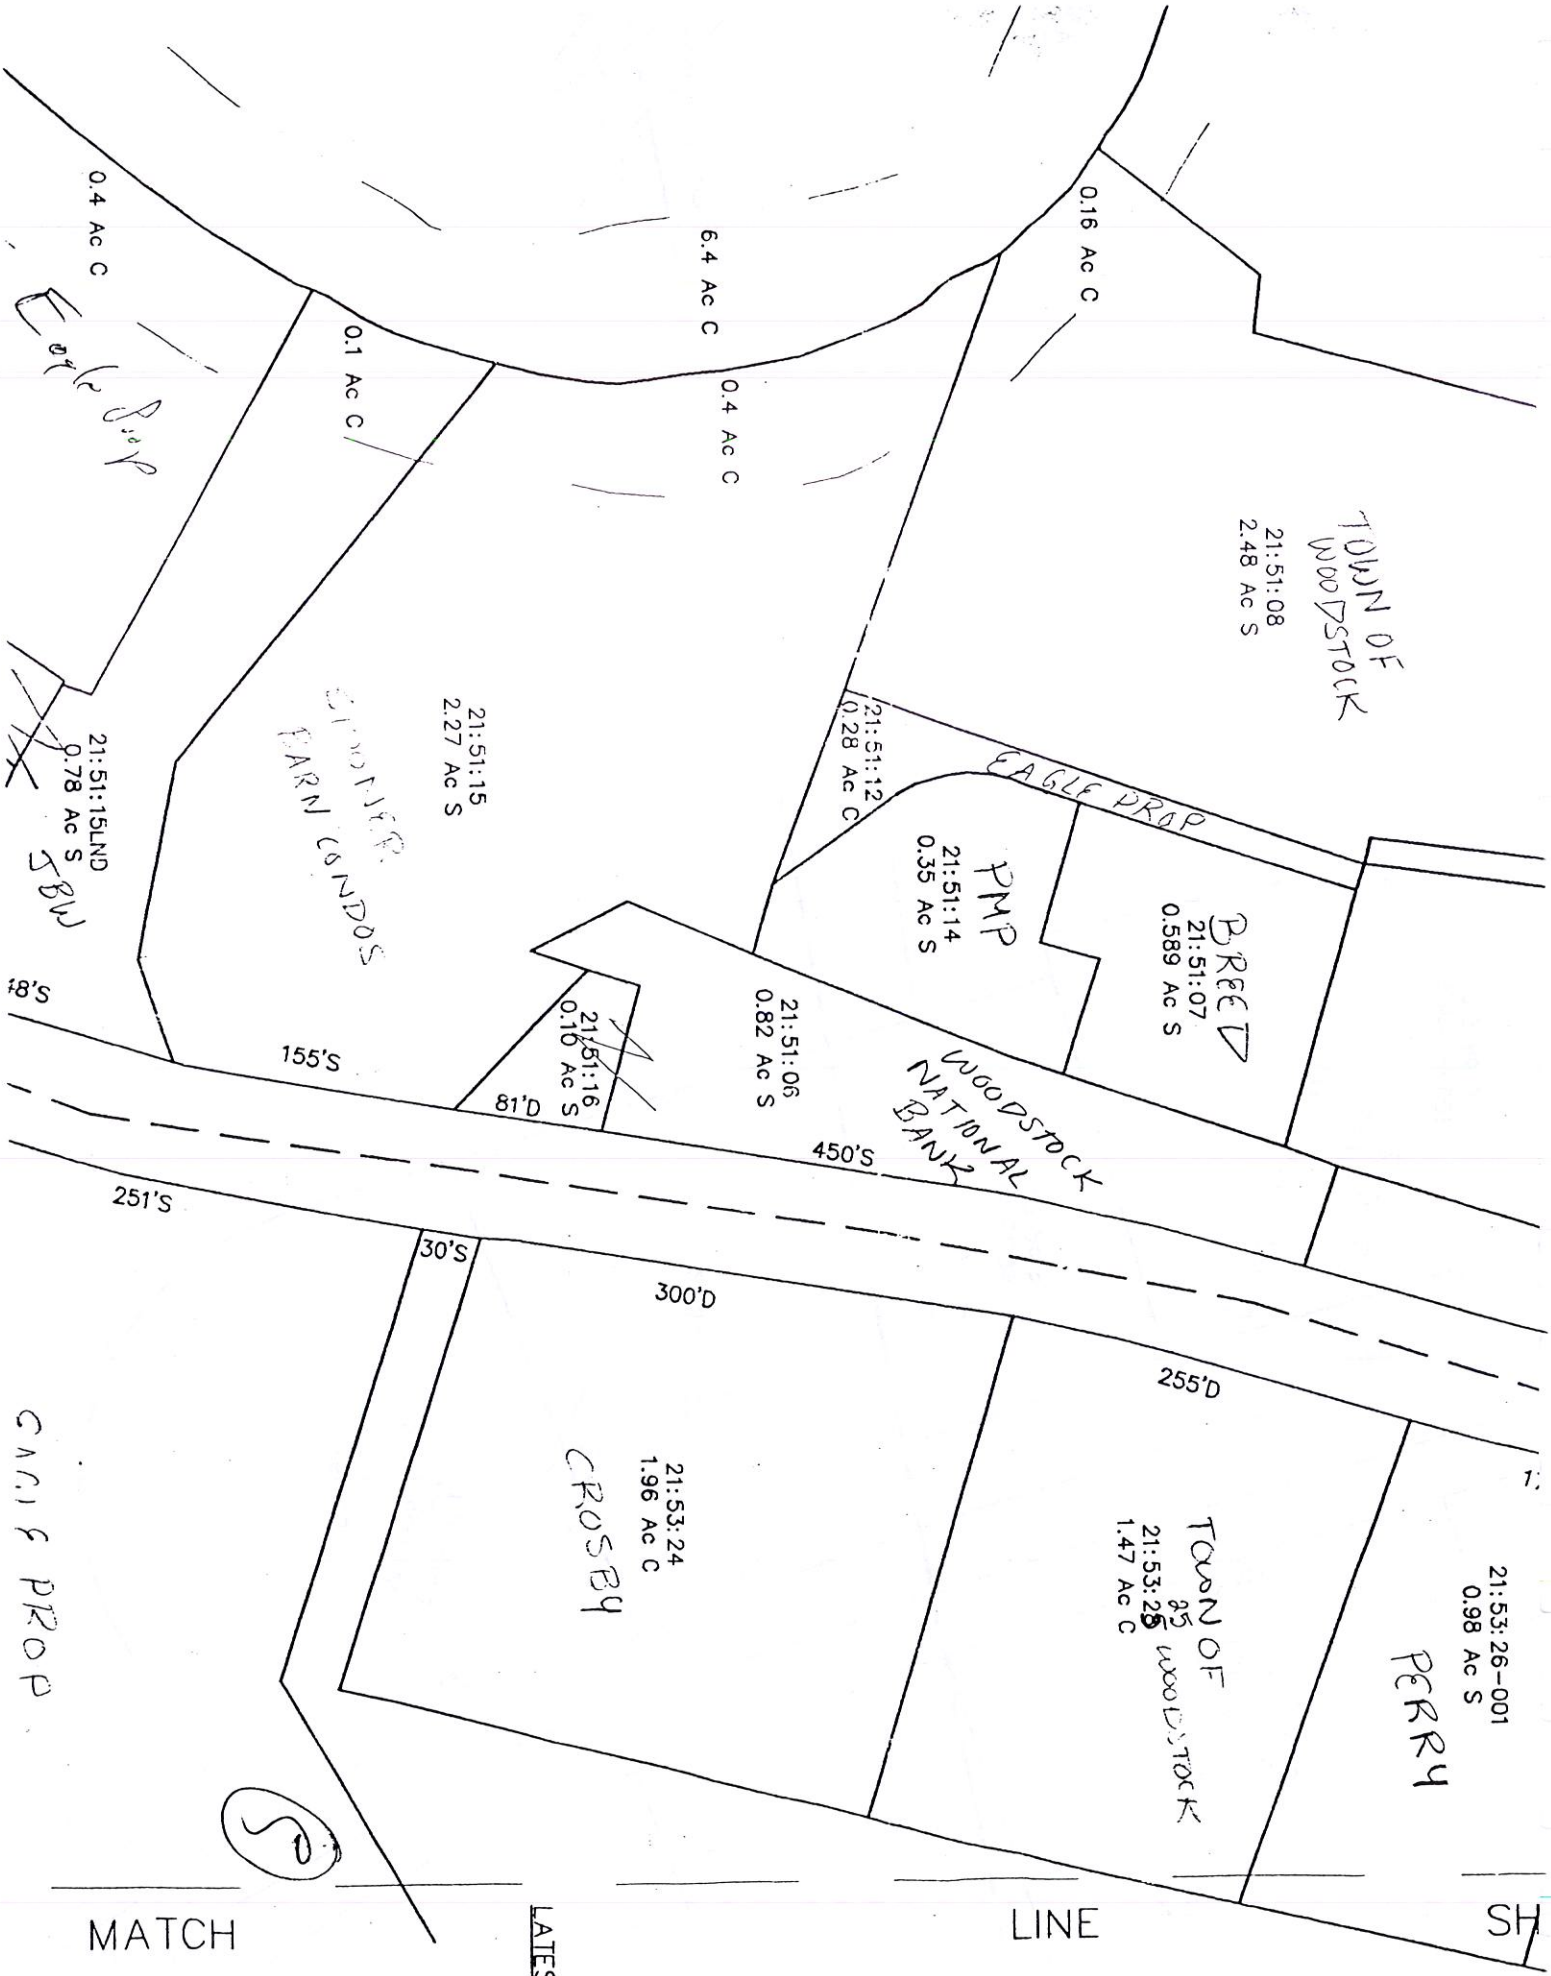 0.4 Ac C
Eagle Prop
0.1 Ac C
6.4 Ac C
0.4 Ac C
0.16 Ac C
TOWN OF
WOODSTOCK
21:51:08
2.48 Ac S
21:51:15
2.27 Ac S
SPOONER
BARN CONDOS
21:51:12
0.28 Ac C
EAGLE PROP
PMP
21:51:14
0.35 Ac S
BREED
21:51:07
0.589 Ac S
21:51:15LND
0.78 Ac S
JBW
21:51:06
0.82 Ac S
21:51:16
0.10 Ac S
WOODSTOCK
NATIONAL
BANK
48'S
155'S
81'D
450'S
251'S
30'S
300'D
255'D
21:53:24
1.96 Ac C
CROSBY
TOWN OF
25
21:53:25 WOODSTOCK
1.47 Ac C
21:53:26-001
0.98 Ac S
PERRY
PROP
MATCH
LINE
SH
LATES